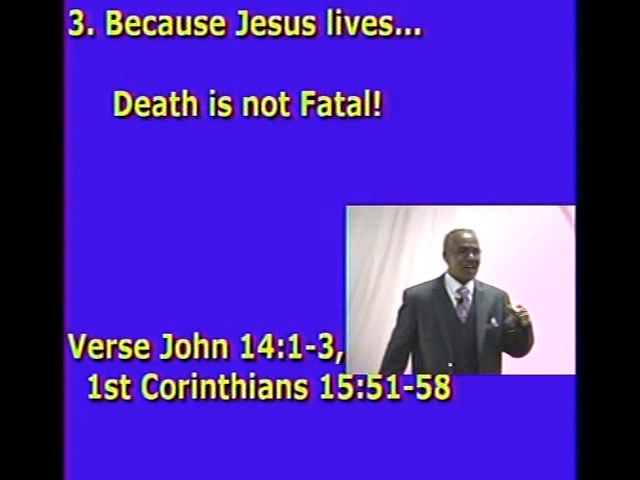 3. Because Jesus lives...
Death is not Fatal!
Verse John 14:1-3,
1st Corinthians 15:51-58